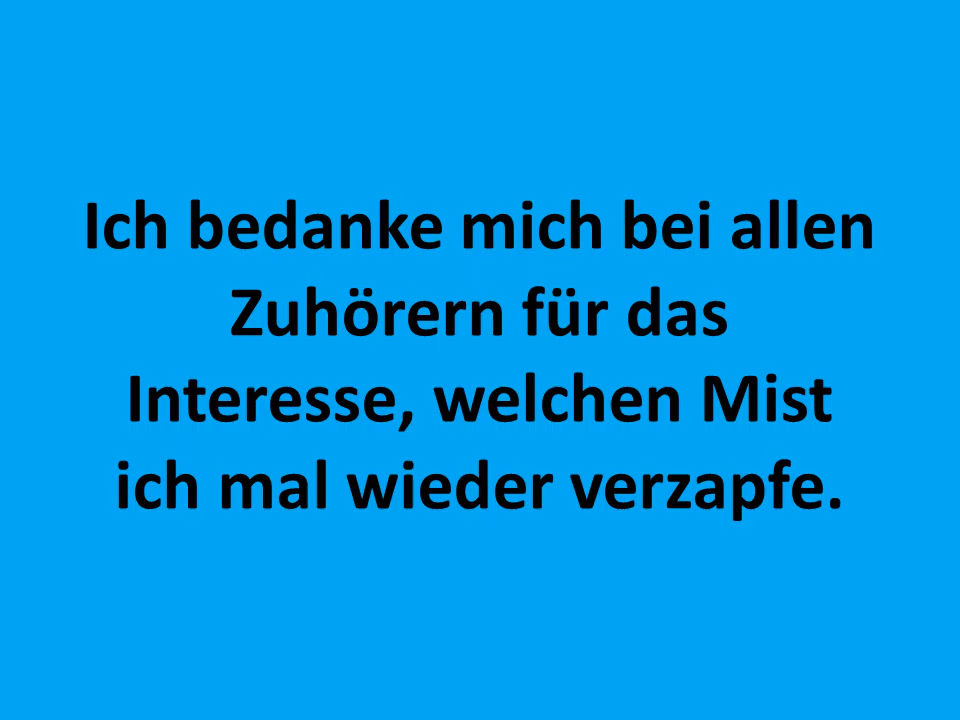 Ich bedanke mich bei allen
Zuhörern für das
Interesse, welchen Mist
ich mal wieder verzapfe.